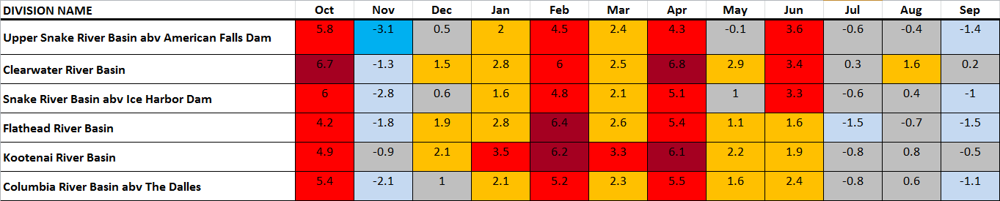 DIVISION NAME Oct Nov Dec Jan Feb Mar Apr May Jun Jul Aug Sep
Upper Snake River Basin abv American Falls Dam 5.8 -3.1 0.5 2 4.5 2.4 4.3 -0.1 3.6 -0.6 -0.4 -1.4
Clearwater River Basin 6.7 -1.3 1.5 2.8 6 2.5 6.8 2.9 3.4 0.3 1.6 0.2
Snake River Basin abv Ice Harbor Dam 6 -2.8 0.6 1.6 4.8 2.1 5.1 1 3.3 -0.6 0.4 -1
Flathead River Basin 4.2 -1.8 1.9 2.8 6.4 2.6 5.4 1.1 1.6 -1.5 -0.7 -1.5
Kootenai River Basin 4.9 -0.9 2.1 3.5 6.2 3.3 6.1 2.2 1.9 -0.8 0.8 -0.5
Columbia River Basin abv The Dalles 5.4 -2.1 1 2.1 5.2 2.3 5.5 1.6 2.4 -0.8 0.6 -1.1